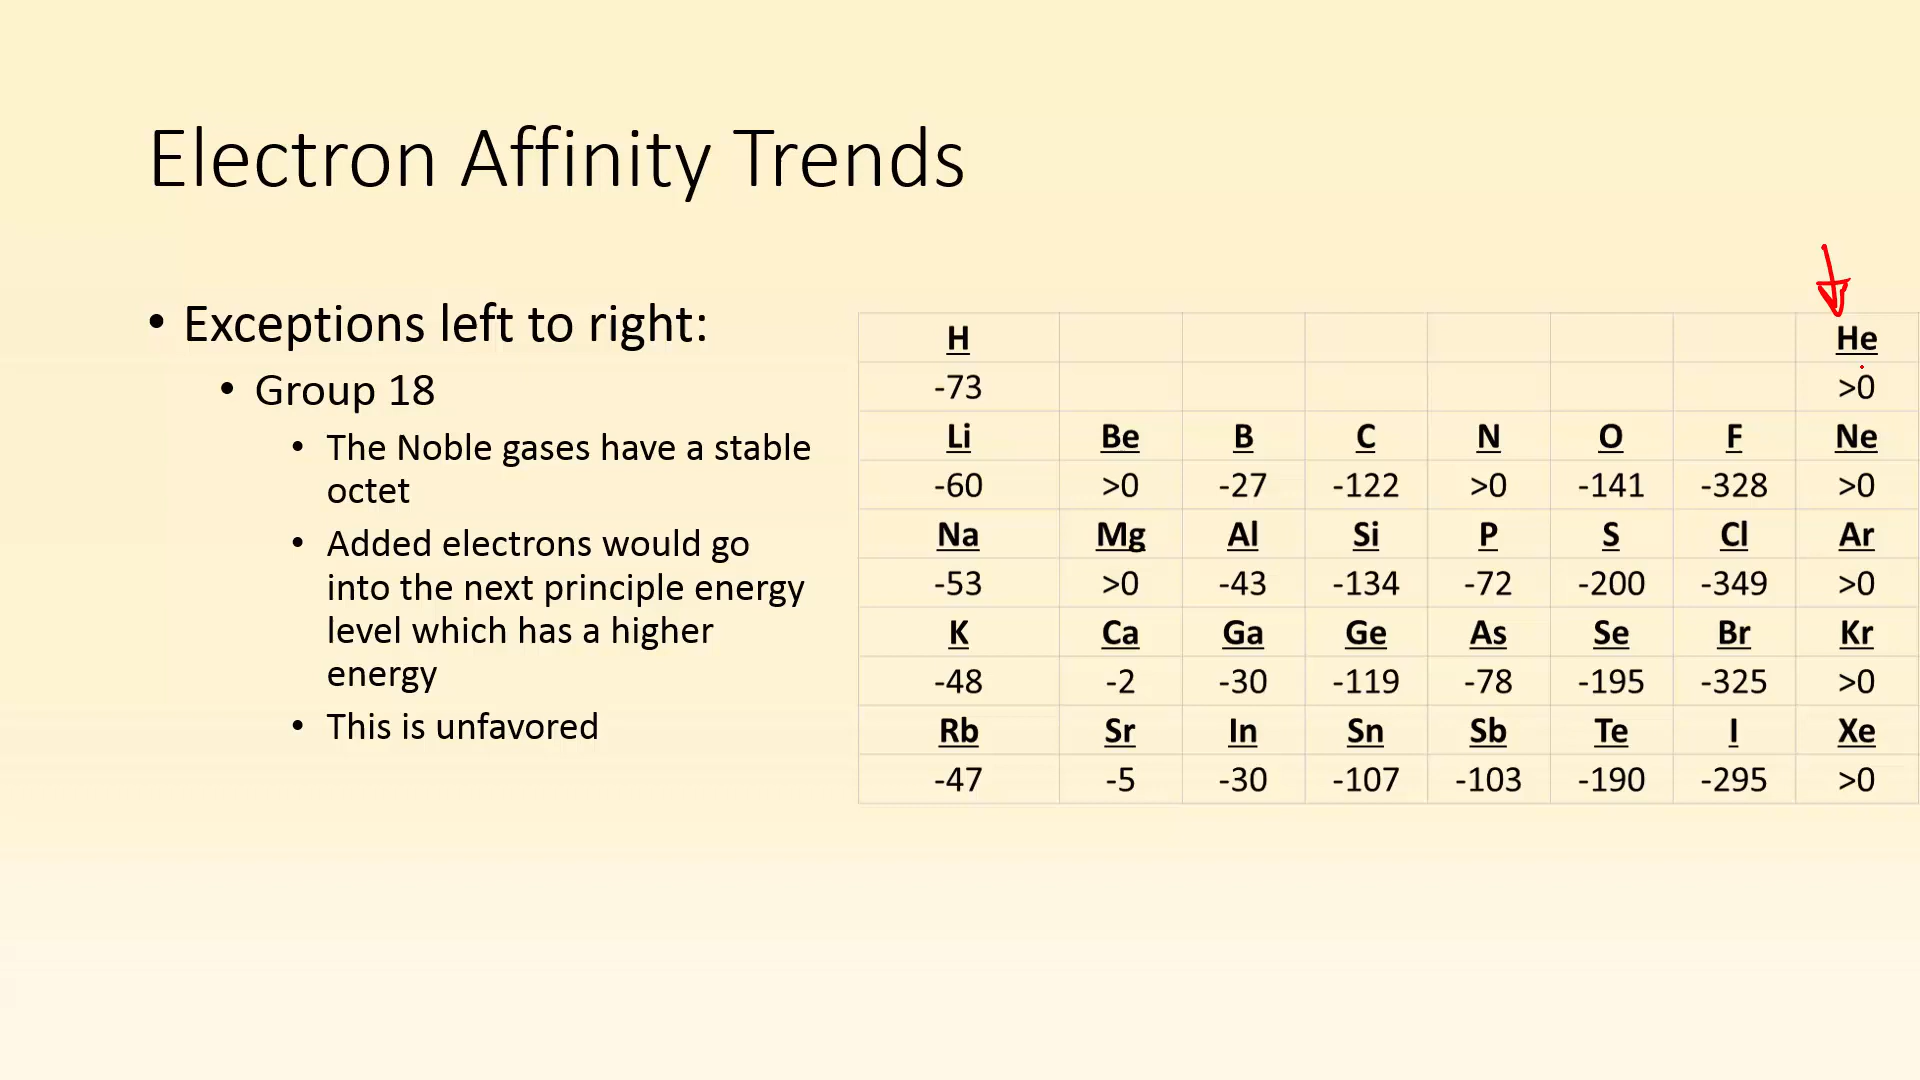 Electron Affinity Trends
• Exceptions left to right:
• Group 18
• The Noble gases have a stable
octet
• Added electrons would go
into the next principle energy
level which has a higher
energy
• This is unfavored
H He
-73 >0
Li Be B C N O F Ne
-60 >0 -27 -122 >0 -141 -328 >0
Na Mg Al Si P S Cl Ar
-53 >0 -43 -134 -72 -200 -349 >0
K Ca Ga Ge As Se Br Kr
-48 -2 -30 -119 -78 -195 -325 >0
Rb Sr In Sn Sb Te I Xe
-47 -5 -30 -107 -103 -190 -295 >0